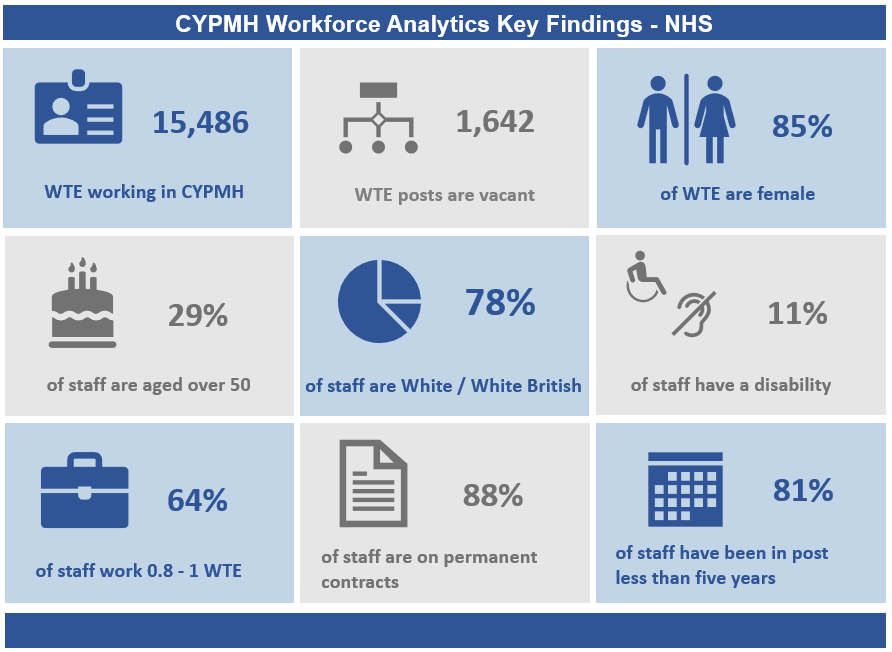 CYPMH Workforce Analytics Key Findings - NHS
15,486
WTE working in CYPMH
1,642
WTE posts are vacant
85%
of WTE are female
29%
of staff are aged over 50
78%
of staff are White / White British
11%
of staff have a disability
64%
of staff work 0.8 - 1 WTE
88%
of staff are on permanent
contracts
81%
of staff have been in post
less than five years